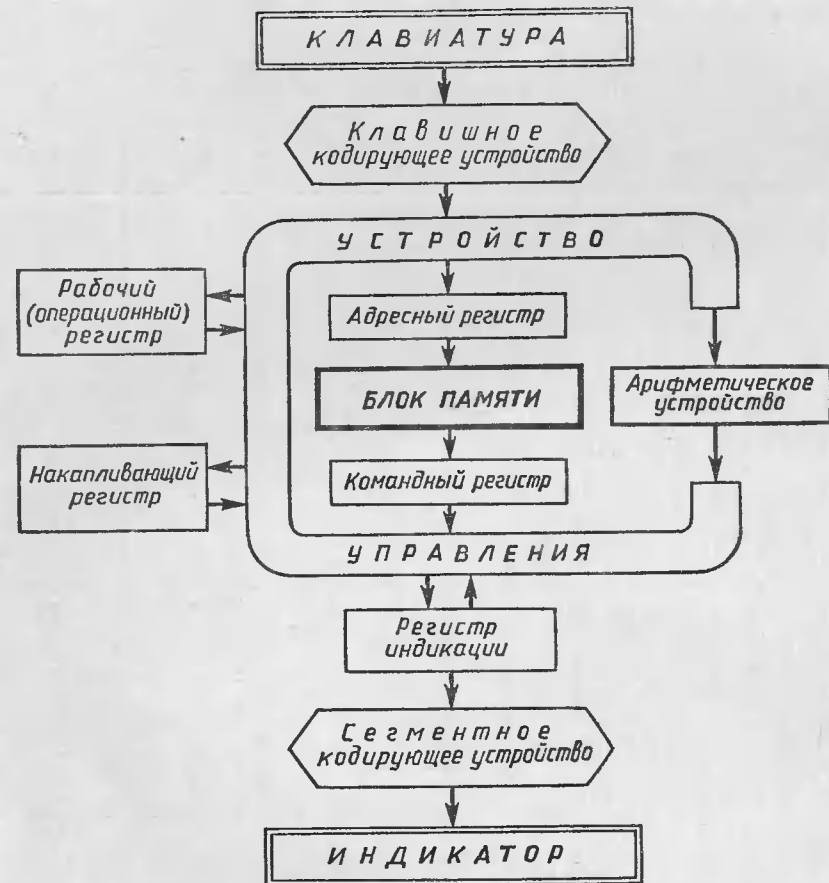 КЛАВИАТУРА
Клавишное
кодирующее устройство
УСТРОЙСТВО
Рабочий
(операционный)
регистр
Адресный регистр
БЛОК ПАМЯТИ
Арифметическое
устройство
Накапливающий
регистр
Командный регистр
УПРАВЛЕНИЯ
Регистр
индикации
Сегментное
кодирующее устройство
ИНДИКАТОР